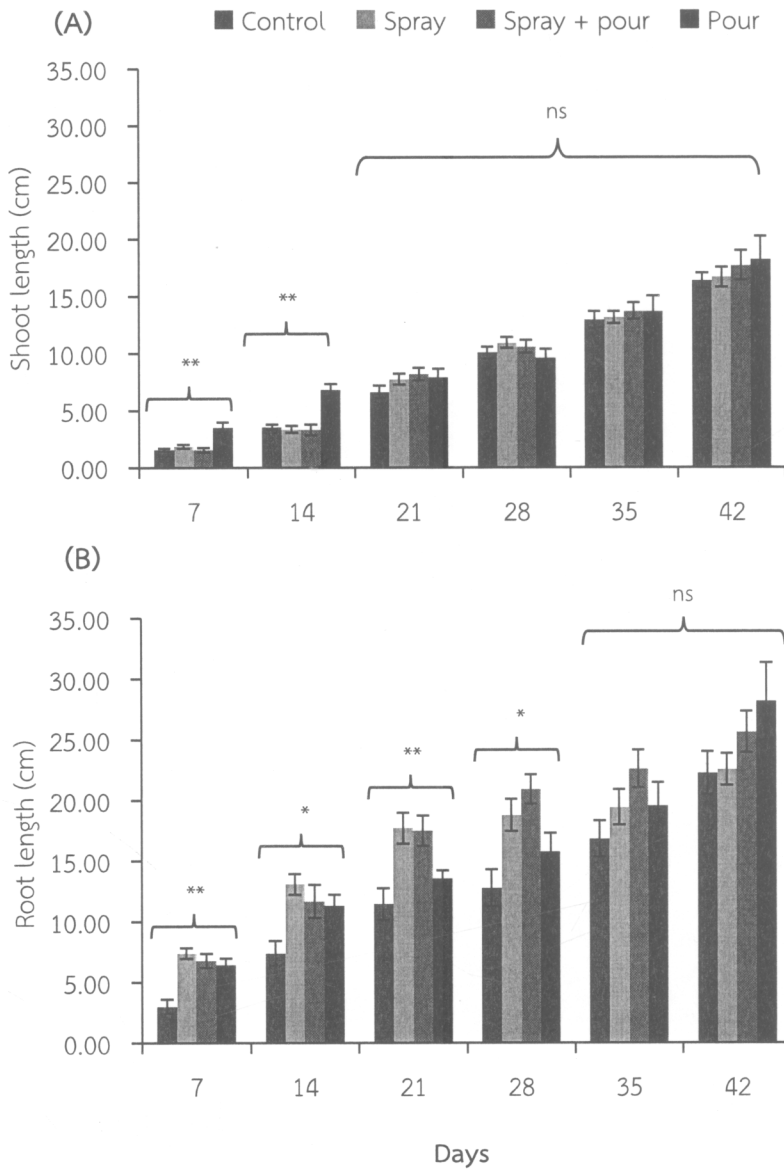 (A) Control Spray Spray + pour Pour
35.00
ns
30.00
25.00
20.00
**
15.00
**
10.00
5.00
0.00
Shoot length (cm)
7 14 21 28 35 42
(B)
ns
35.00
30.00
*
25.00
**
20.00
*
15.00
**
10.00
5.00
0.00
Root length (cm)
7 14 21 28 35 42
Days